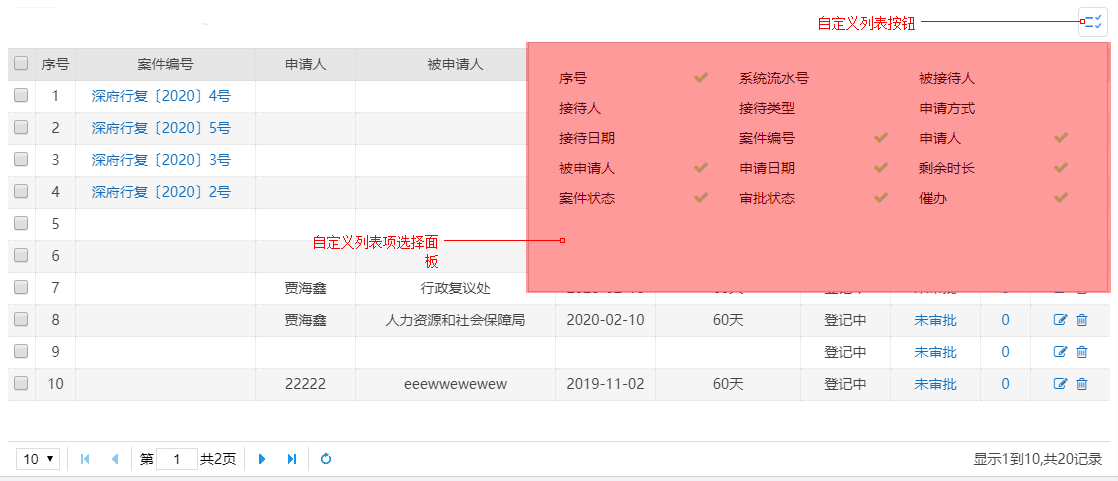 自定义列表按钮
序号 案件编号 申请人 被申请人
序号 系统流水号 被接待人
接待人 接待类型 申请方式
接待日期 案件编号 申请人
被申请人 申请日期 剩余时长
案件状态 审批状态 催办
1 深府行复〔2020〕4号
2 深府行复〔2020〕5号
3 深府行复〔2020〕3号
4 深府行复〔2020〕2号
5
自定义列表项选择面
板
6
7 贾海鑫 行政复议处
8 贾海鑫 人力资源和社会保障局 2020-02-10 60天 登记中 未审批 0
9 登记中 未审批 0
10 22222 eeewwewewew 2019-11-02 60天 登记中 未审批 0
10 第 1 共2页 显示1到10,共20记录